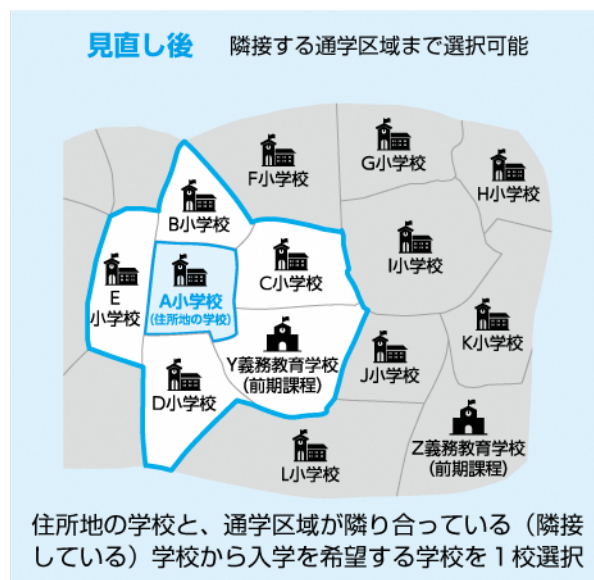 見直し後 隣接する通学区域まで選択可能
F小学校
G小学校
H小学校
B小学校
I小学校
C小学校
E
小学校
A小学校
(住所地の学校)
K小学校
Y義務教育学校
(前期課程)
J小学校
D小学校
Z義務教育学校
(前期課程)
L小学校
住所地の学校と、通学区域が隣り合っている（隣接
している）学校から入学を希望する学校を１校選択